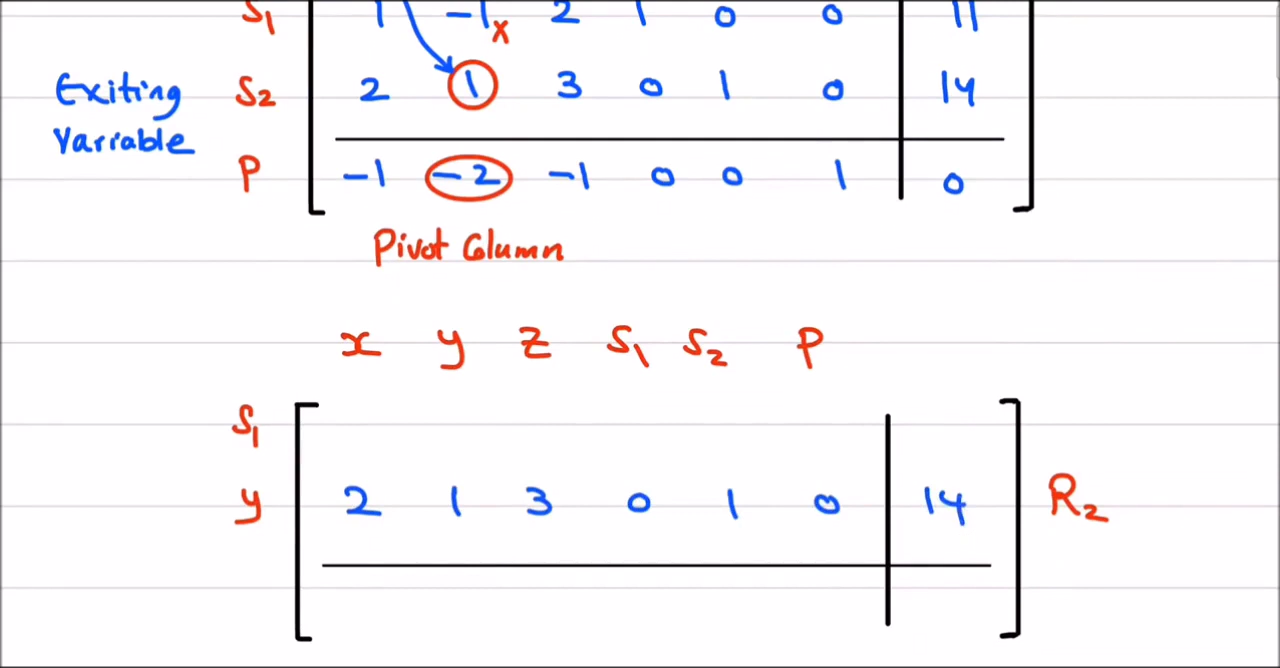 S1 1 -1 x 2 1 0 0 11
Exiting S2 2 1 3 0 1 0 14
Variable
P -1 -2 -1 0 0 1 0
Pivot Column
x y z S1 S2 P
S1
y 2 1 3 0 1 0 14 R2